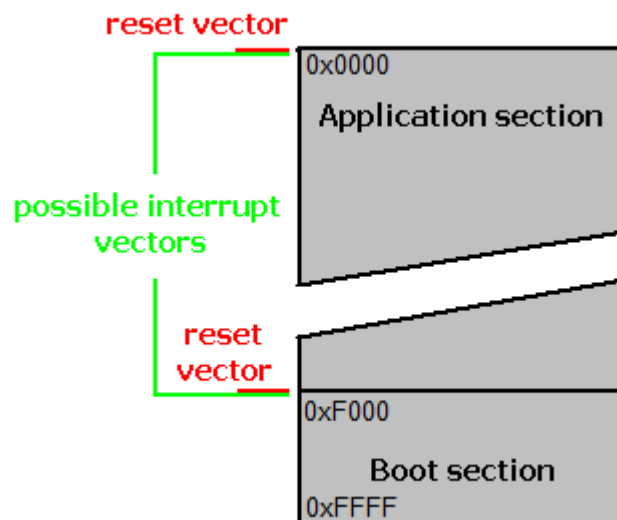 reset vector
0x0000
Application section
possible interrupt
vectors
reset
vector
0xF000
Boot section
0xFFFF